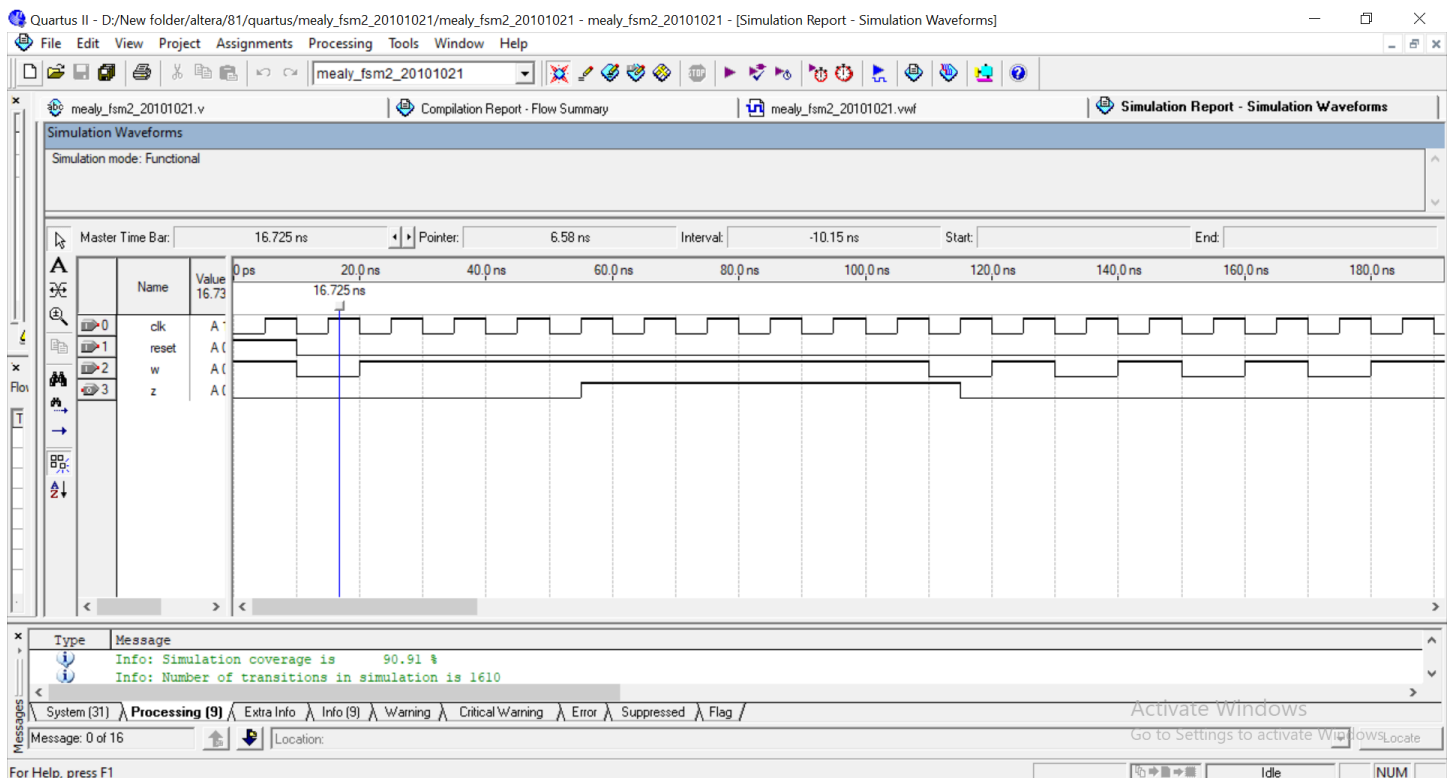 Quartus II - D:/New folder/altera/81/quartus/mealy_fsm2_20101021/mealy_fsm2_20101021 - mealy_fsm2_20101021 - [Simulation Report - Simulation Waveforms]
File Edit View Project Assignments Processing Tools Window Help
mealy_fsm2_20101021 STOP
abc mealy_fsm2_20101021.v Compilation Report - Flow Summary mealy_fsm2_20101021.vwf Simulation Report - Simulation Waveforms
Simulation Waveforms
Simulation mode: Functional
Master Time Bar: 16.725 ns Pointer: 6.58 ns Interval: -10.15 ns Start: End:
Name Value 0 ps 20.0 ns 40.0 ns 60.0 ns 80.0 ns 100.0 ns 120.0 ns 140.0 ns 160.0 ns 180.0 ns
16.73 16.725 ns
0 clk A
1 reset A
2 w A
3 z A
Flo
T
Type Message
Info: Simulation coverage is 90.91 %
Info: Number of transitions in simulation is 1610
System (31) Processing (9) Extra Info Info (9) Warning Critical Warning Error Suppressed Flag
Messages
Message: 0 of 16 Location: Locate
Activate Windows
Go to Settings to activate Windows.
For Help, press F1 Idle NUM